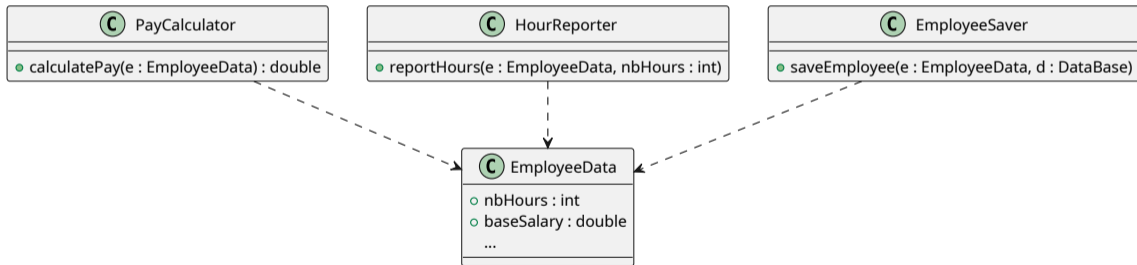 C PayCalculator
calculatePay(e : EmployeeData) : double
C HourReporter
reportHours(e : EmployeeData, nbHours : int)
C EmployeeSaver
saveEmployee(e : EmployeeData, d : DataBase)
C EmployeeData
nbHours : int
baseSalary : double
...